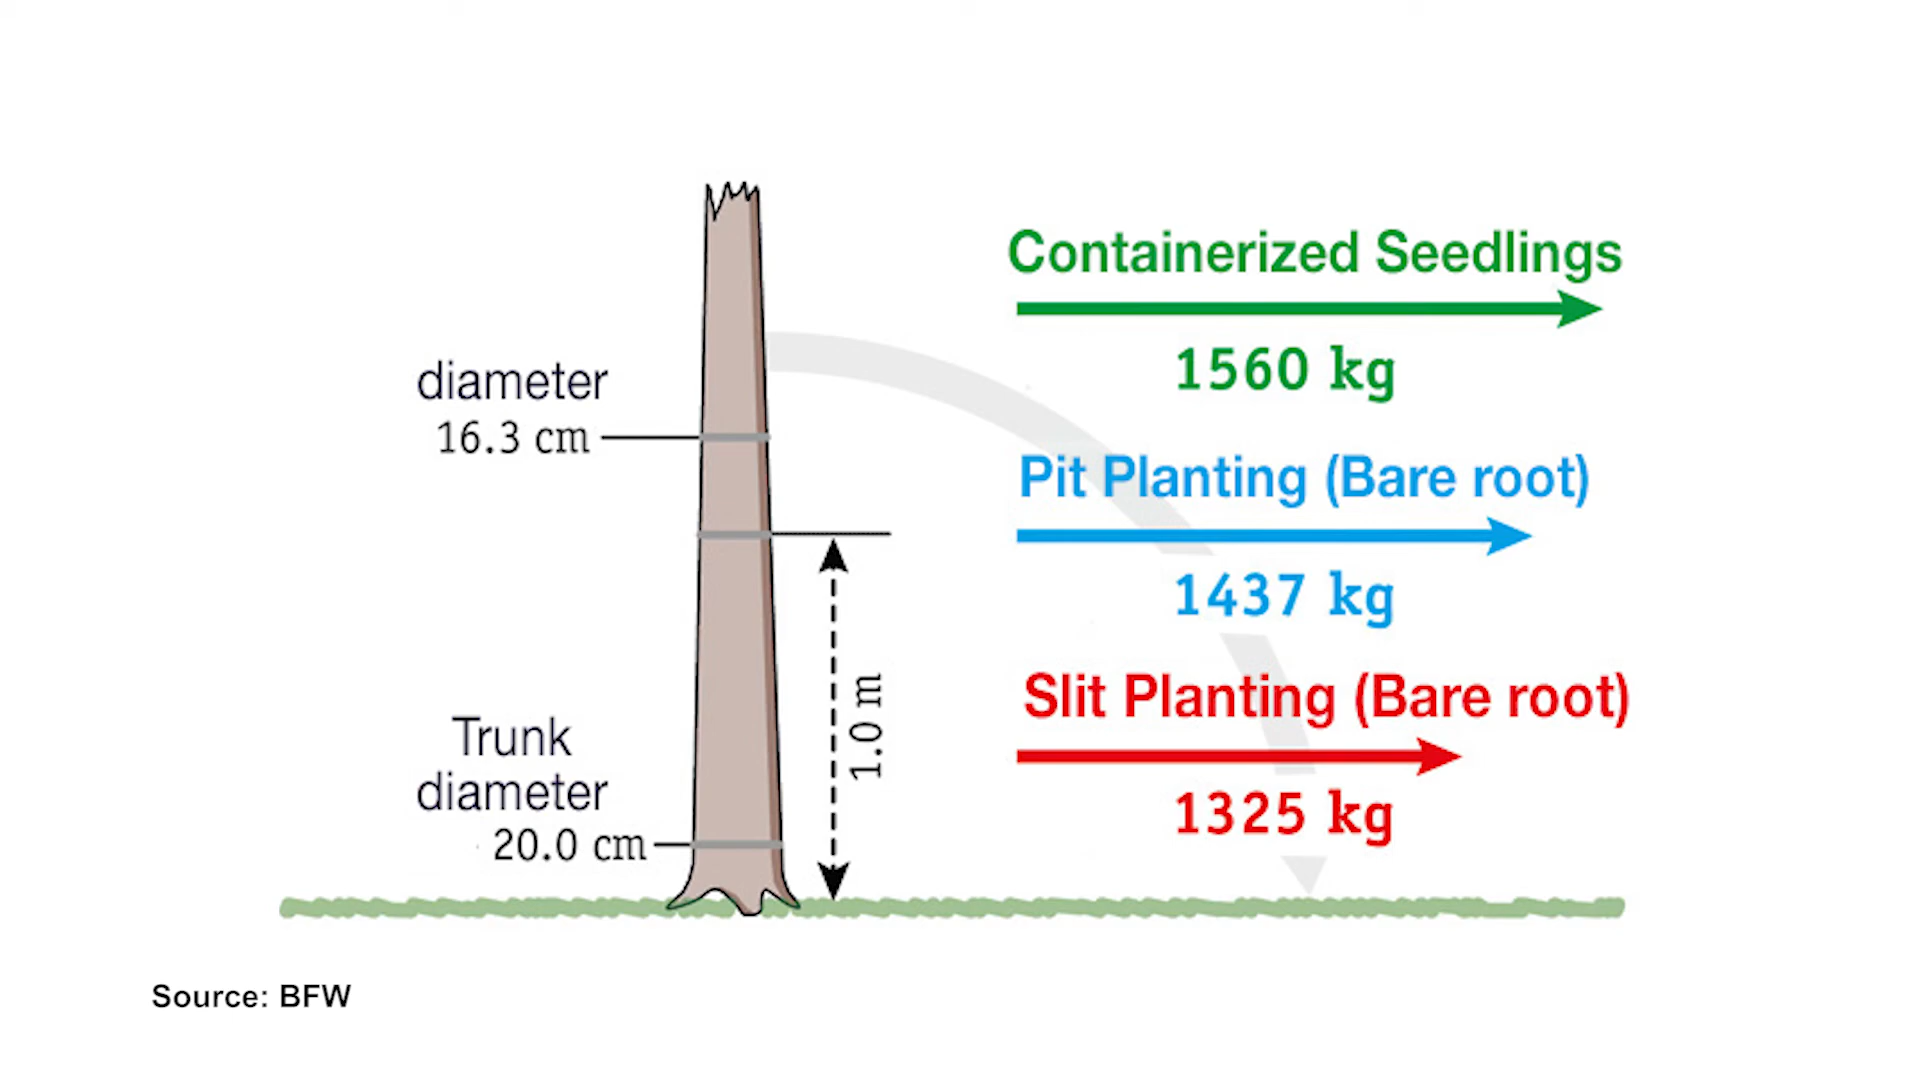 diameter
16.3 cm
Trunk
diameter
20.0 cm
1.0 m
Containerized Seedlings
1560 kg
Pit Planting (Bare root)
1437 kg
Slit Planting (Bare root)
1325 kg
Source: BFW